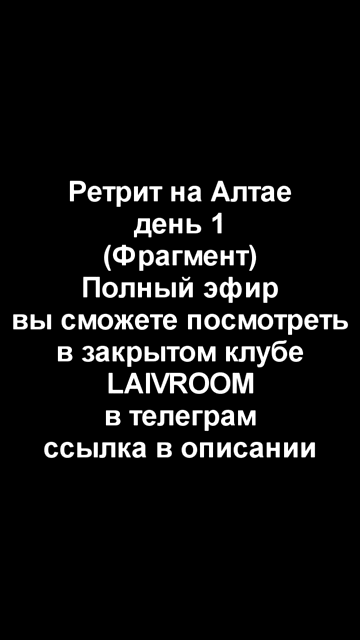 Ретрит на Алтае
день 1
(Фрагмент)
Полный эфир
вы сможете посмотреть
в закрытом клубе
LAIVROOM
в телеграм
ссылка в описании